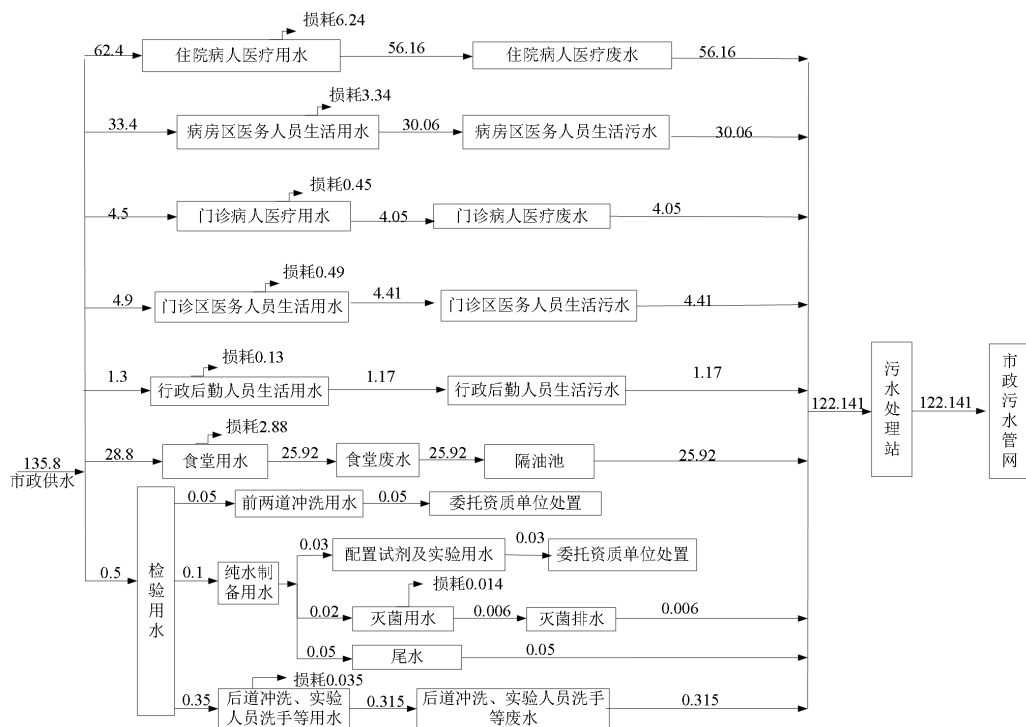 损耗6.24
62.4
住院病人医疗用水
56.16
住院病人医疗废水
56.16
损耗3.34
33.4
病房区医务人员生活用水
30.06
病房区医务人员生活污水
30.06
损耗0.45
4.5
门诊病人医疗用水
4.05
门诊病人医疗废水
4.05
损耗0.49
4.9
门诊区医务人员生活用水
4.41
门诊区医务人员生活污水
4.41
损耗0.13
1.3
行政后勤人员生活用水
1.17
行政后勤人员生活污水
1.17
损耗2.88
28.8
食堂用水
25.92
食堂废水
25.92
隔油池
25.92
135.8
市政供水
0.5
检验用水
0.05
前两道冲洗用水
0.05
委托资质单位处置
0.1
纯水制
备用水
0.03
配置试剂及实验用水
0.03
委托资质单位处置
损耗0.014
0.02
灭菌用水
0.006
灭菌排水
0.006
0.05
尾水
0.05
损耗0.035
0.35
后道冲洗、实验
人员洗手等用水
0.315
后道冲洗、实验人员洗手
等废水
0.315
122.141
污水处理站
122.141
市政污水管网